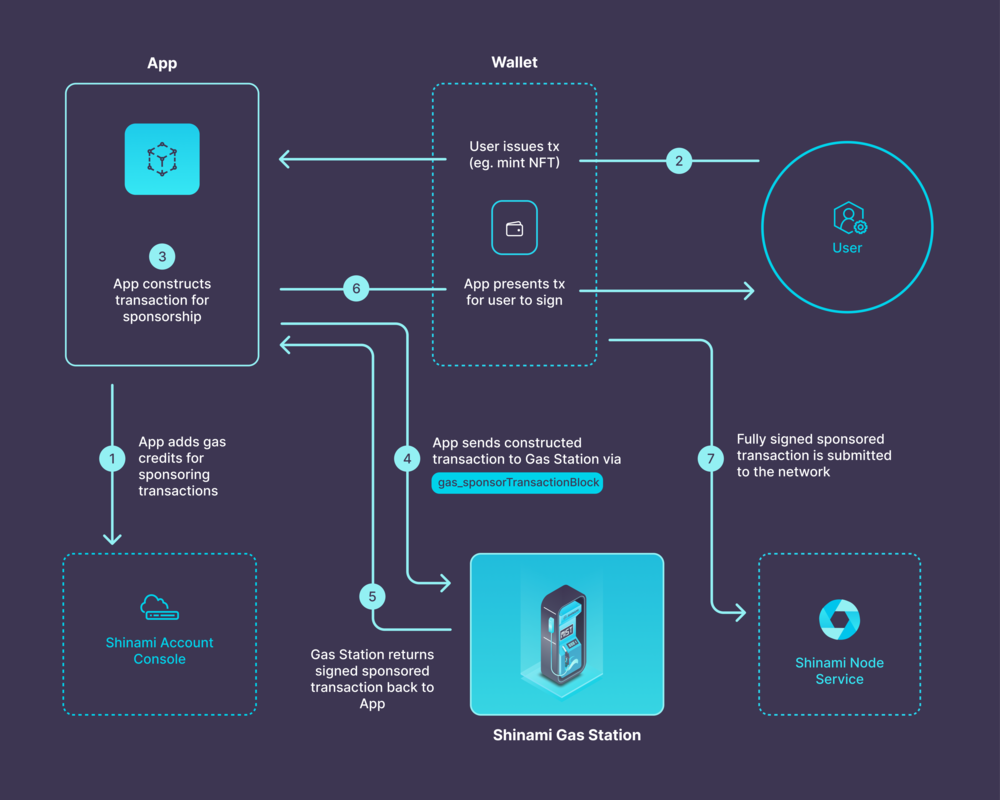 App
Wallet
User issues tx
(eg. mint NFT)
2
User
3
App constructs
transaction for
sponsorship
6
App presents tx
for user to sign
1
App adds gas
credits for
sponsoring
transactions
4
App sends constructed
transaction to Gas Station via
gas_sponsorTransactionBlock
7
Fully signed sponsored
transaction is submitted
to the network
5
Gas Station returns
signed sponsored
transaction back to
App
Shinami Account
Console
Shinami Gas Station
Shinami Node
Service